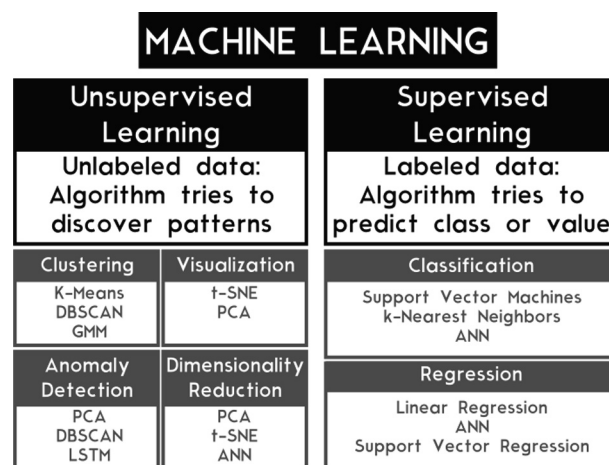 MACHINE LEARNING
Unsupervised
Learning
Unlabeled data:
Algorithm tries to
discover patterns
Clustering
K-Means
DBSCAN
GMM
Visualization
t-SNE
PCA
Anomaly
Detection
PCA
DBSCAN
LSTM
Dimensionality
Reduction
PCA
t-SNE
ANN
Supervised
Learning
Labeled data:
Algorithm tries to
predict class or value
Classification
Support Vector Machines
k-Nearest Neighbors
ANN
Regression
Linear Regression
ANN
Support Vector Regression